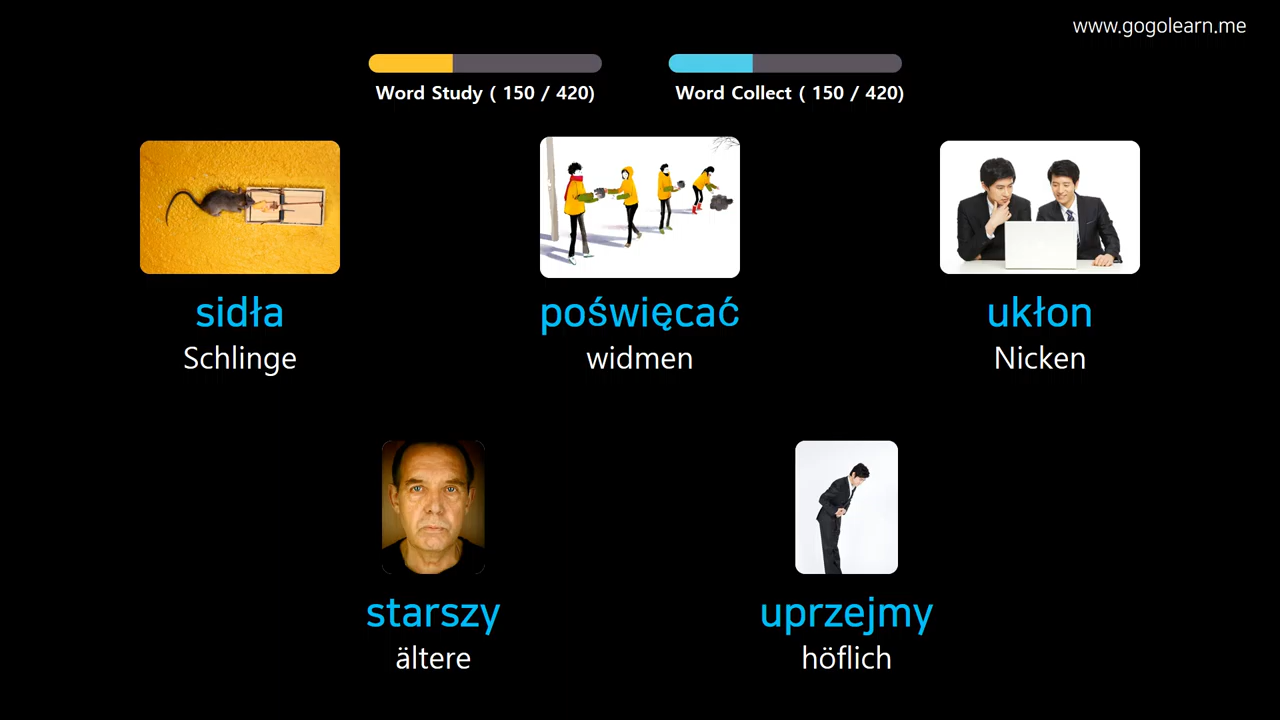 www.gogolearn.me
Word Study ( 150 / 420)
Word Collect ( 150 / 420)
sidła
Schlinge
poświęcać
widmen
ukłon
Nicken
starszy
ältere
uprzejmy
höflich